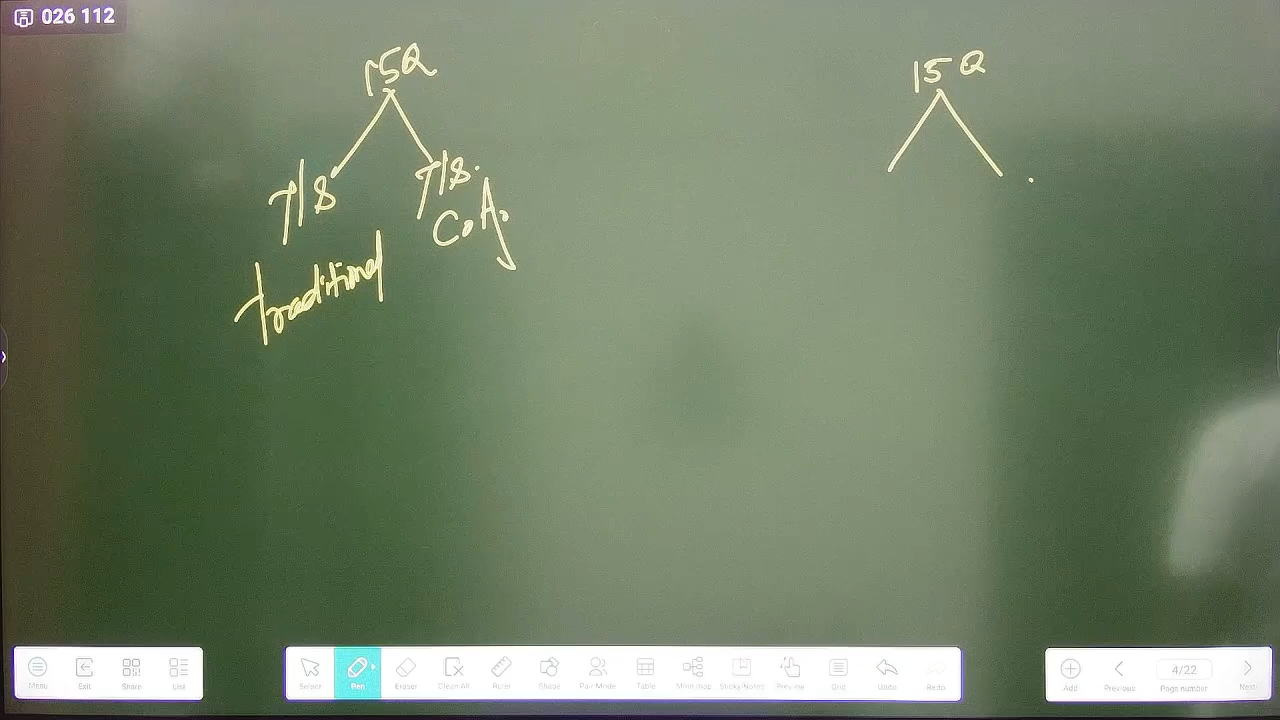 026 112
15Q
15 Q
7/8
7/8.
C.A.
traditional
Menu
Exit
Share
List
Select
Pen
Eraser
Clean All
Ruler
Shape
Pair Mode
Table
Mind map
Sticky Notes
Preview
Grid
Undo
Redo
Add
Previous
4/22
Page number
Next